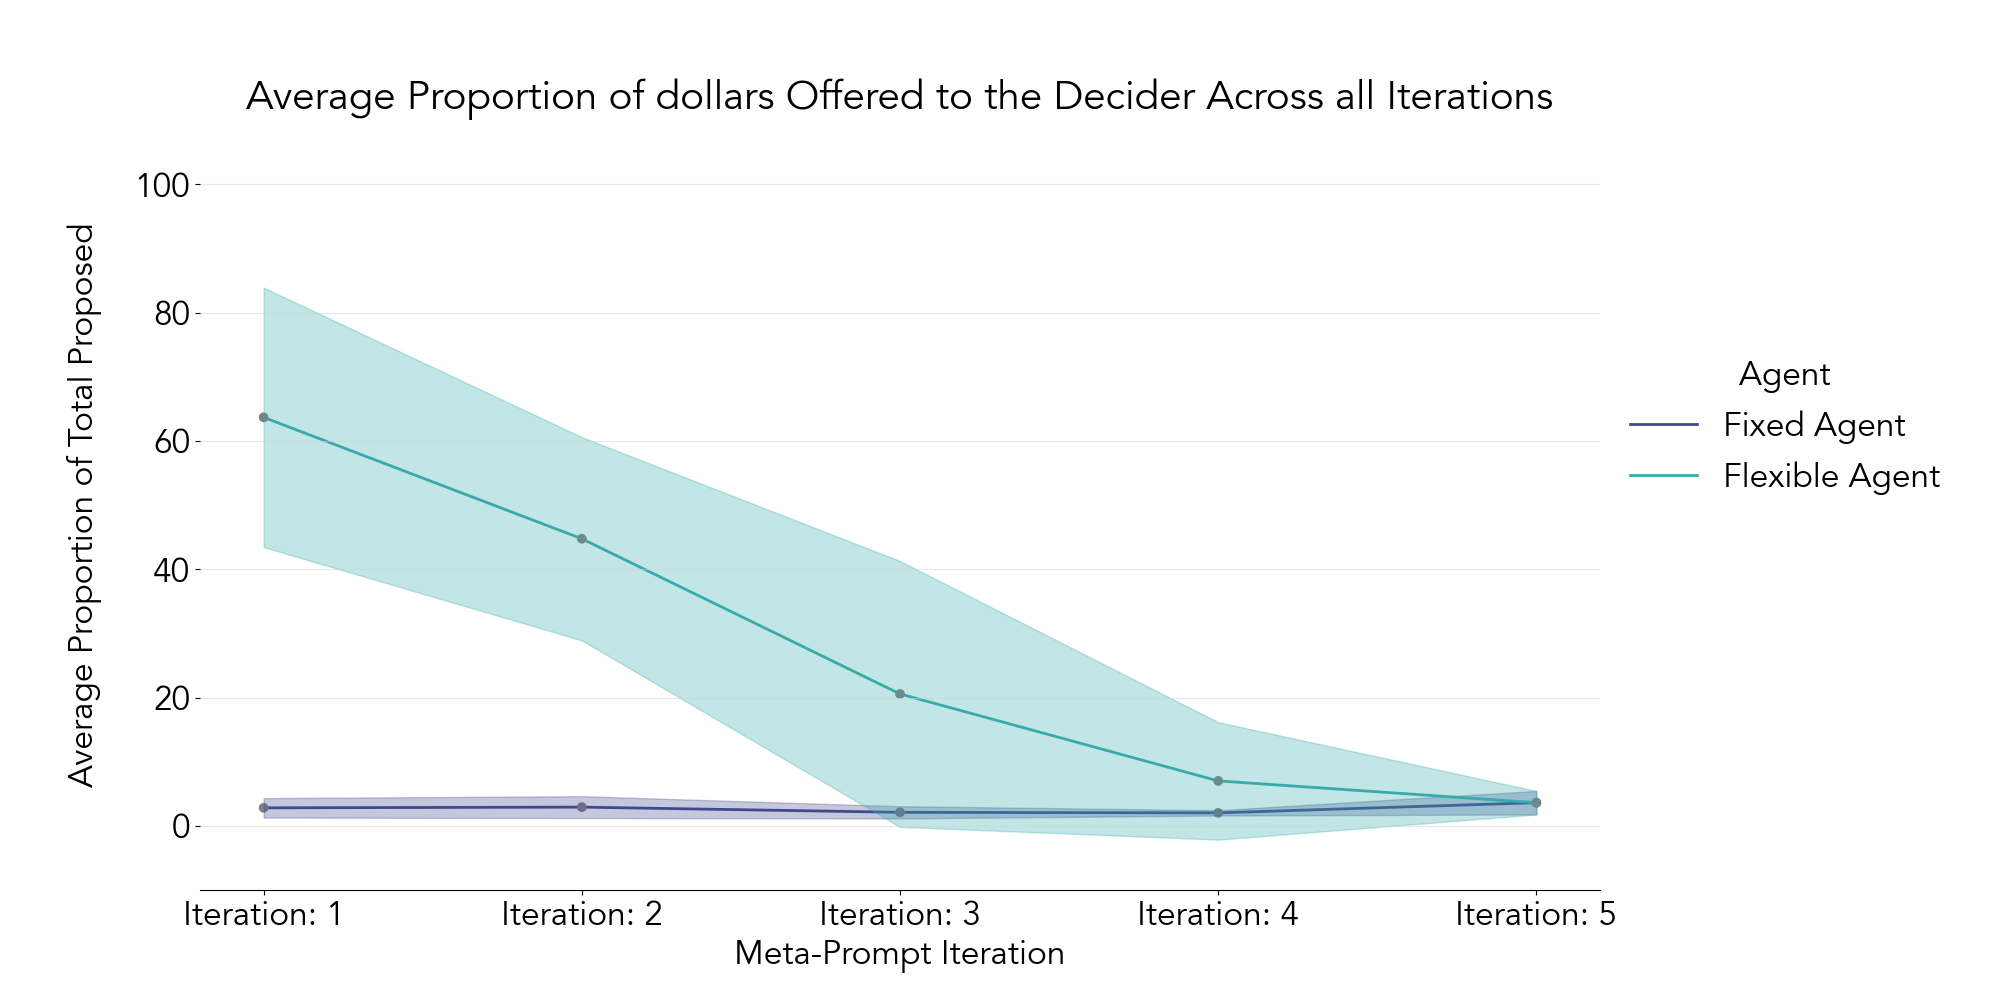 Average Proportion of dollars Offered to the Decider Across all Iterations
Average Proportion of Total Proposed
100
80
60
40
20
0
Iteration: 1
Iteration: 2
Iteration: 3
Iteration: 4
Iteration: 5
Meta-Prompt Iteration
Agent
Fixed Agent
Flexible Agent